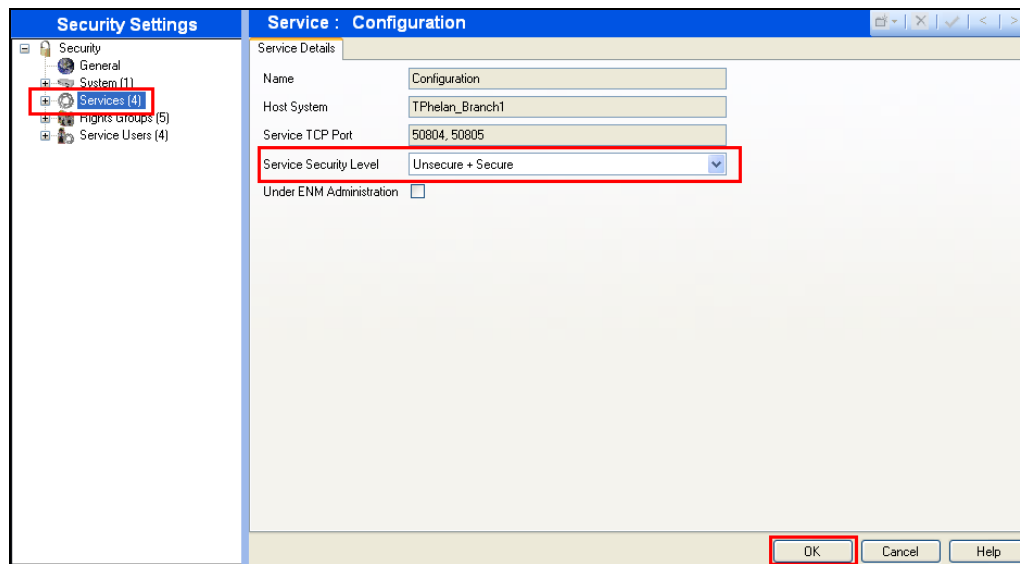 Security Settings
Service : Configuration
Security
General
System (1)
Services (4)
Rights Groups (5)
Service Users (4)
Service Details
Name
Configuration
Host System
TPhelan_Branch1
Service TCP Port
50804, 50805
Service Security Level
Unsecure + Secure
Under ENM Administration
OK
Cancel
Help